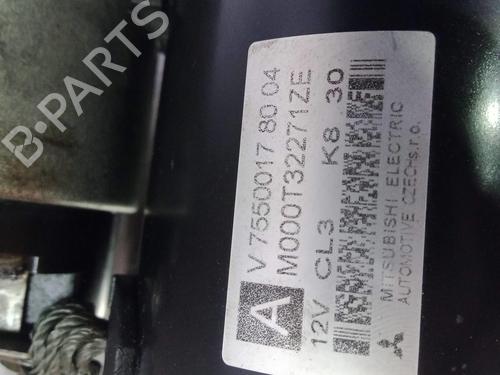 A
V 7550017 80 04
M000T32271ZE
12V CL3 K8 30
MITSUBISHI ELECTRIC
AUTOMOTIVE CZECH s.r.o.
B-PARTS